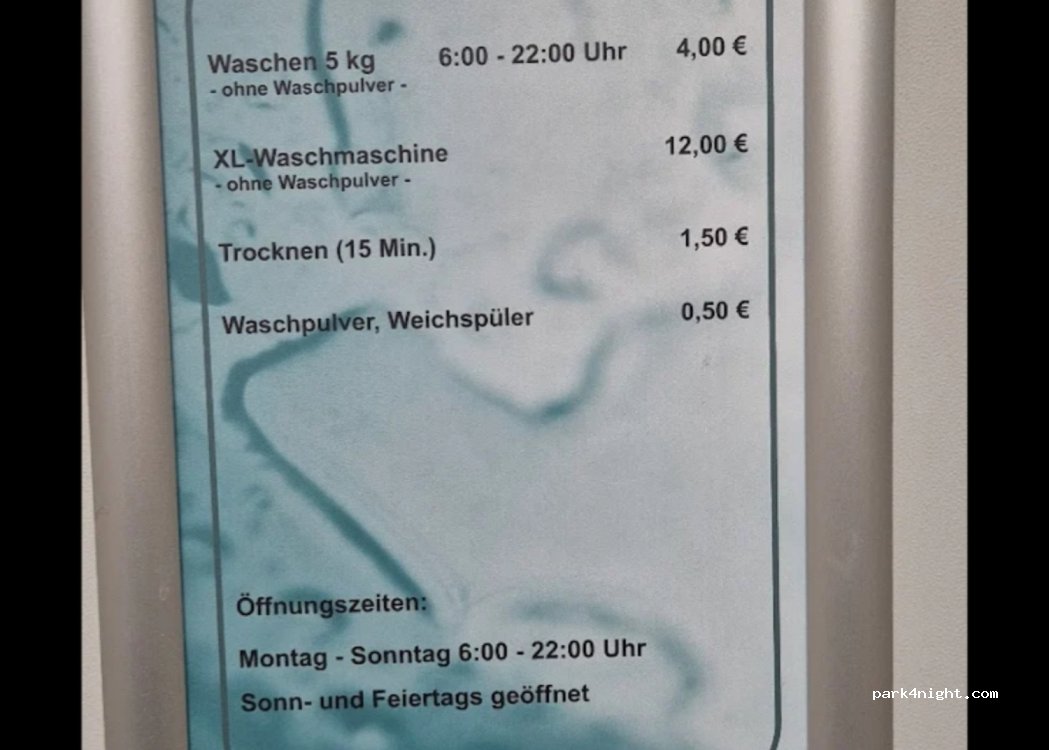 Waschen 5 kg 6:00 - 22:00 Uhr 4,00 €
- ohne Waschpulver -
XL-Waschmaschine 12,00 €
- ohne Waschpulver -
Trocknen (15 Min.) 1,50 €
Waschpulver, Weichspüler 0,50 €
Öffnungszeiten:
Montag - Sonntag 6:00 - 22:00 Uhr
Sonn- und Feiertags geöffnet
park4night.com